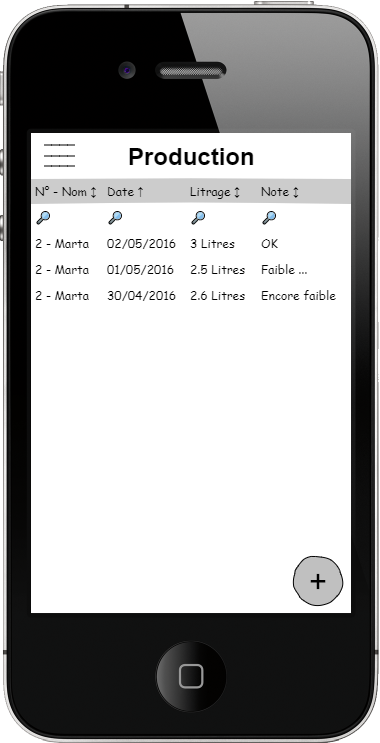 Production
N° - Nom ↕ Date ↑ Litrage ↕ Note ↕
2 - Marta 02/05/2016 3 Litres OK
2 - Marta 01/05/2016 2.5 Litres Faible ...
2 - Marta 30/04/2016 2.6 Litres Encore faible
+